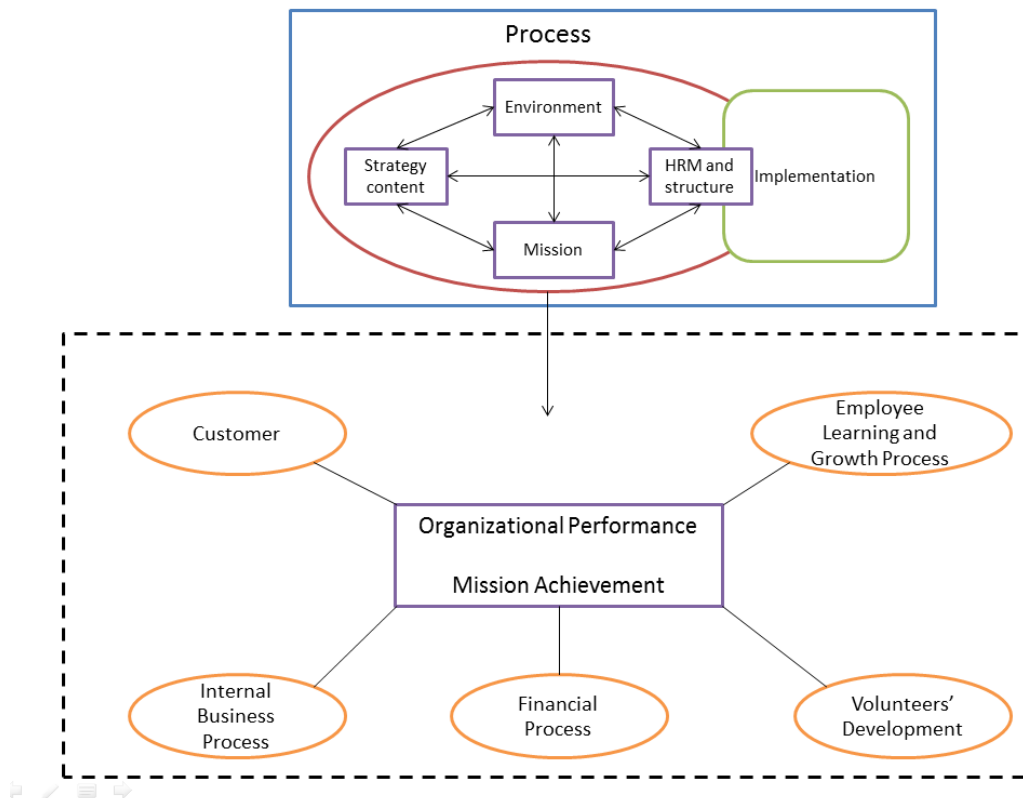 Process
Environment
Strategy
content
HRM and
structure
Implementation
Mission
Customer
Employee
Learning and
Growth Process
Organizational Performance
Mission Achievement
Internal
Business
Process
Financial
Process
Volunteers’
Development